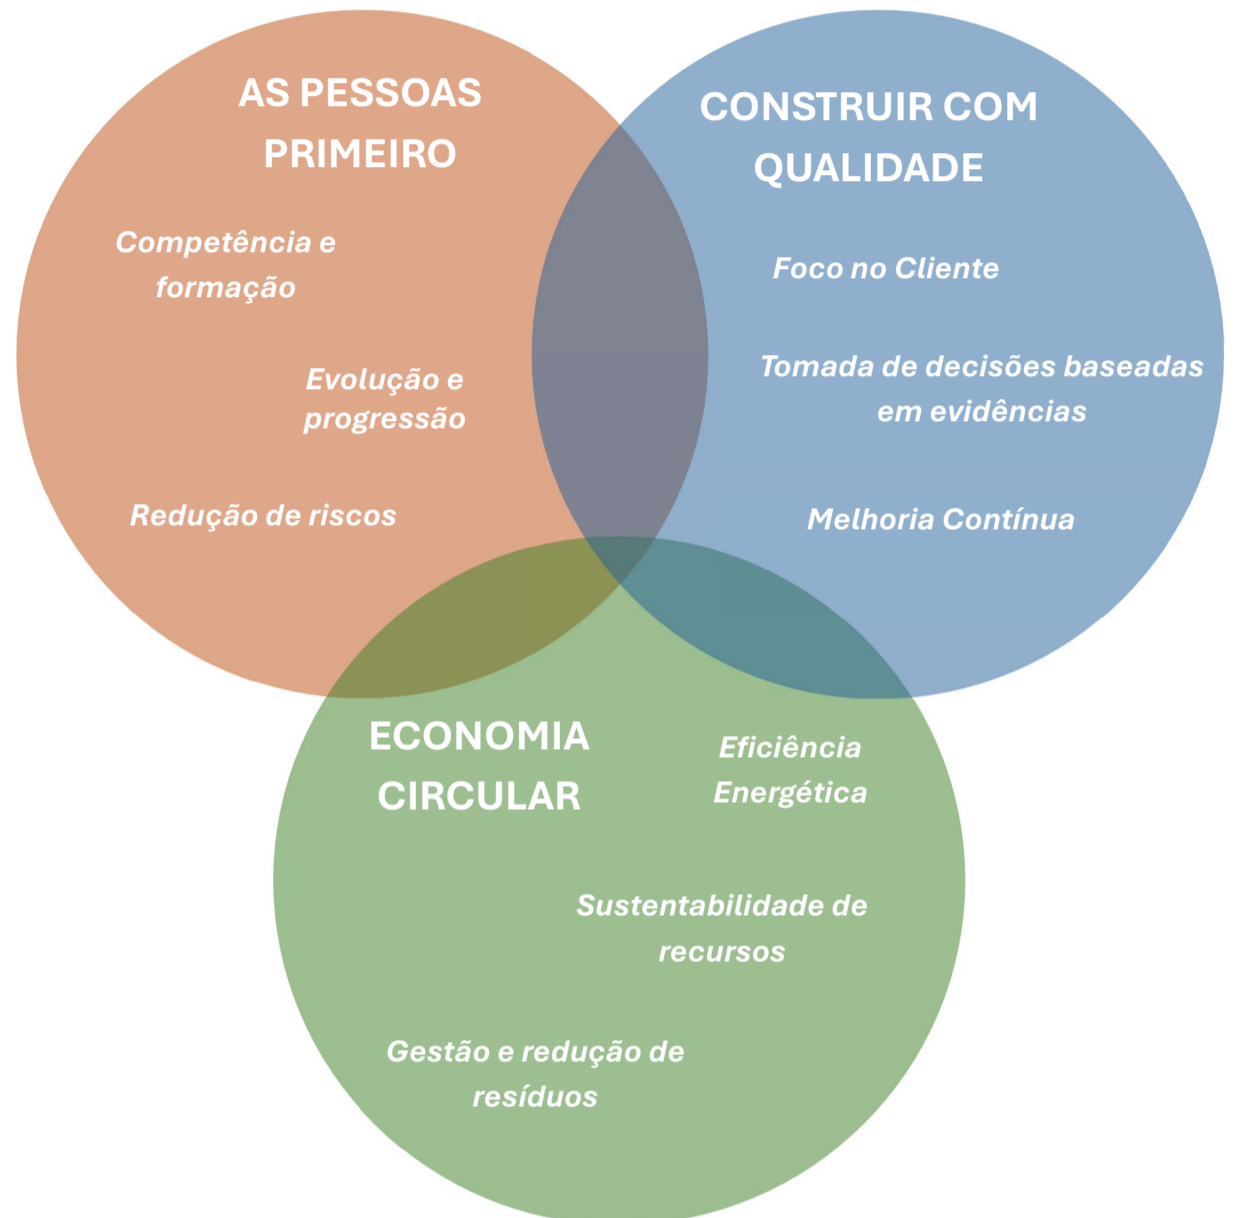 AS PESSOAS
PRIMEIRO
Competência e
formação
Evolução e
progressão
Redução de riscos
CONSTRUIR COM
QUALIDADE
Foco no Cliente
Tomada de decisões baseadas
em evidências
Melhoria Contínua
ECONOMIA
CIRCULAR
Eficiência
Energética
Sustentabilidade de
recursos
Gestão e redução de
resíduos